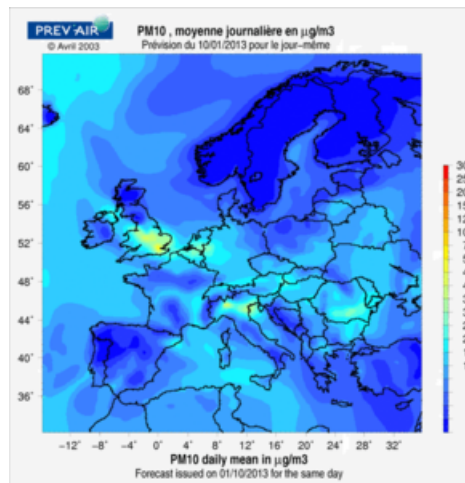 PREV'AIR
© Avril 2003
PM10 , moyenne journalière en µg/m3
Prévision du 10/01/2013 pour le jour-même
68°
64°
60°
56°
52°
48°
44°
40°
36°
−12° −8° −4° 0° 4° 8° 12° 16° 20° 24° 28° 32°
PM10 daily mean in µg/m3
Forecast issued on 01/10/2013 for the same day